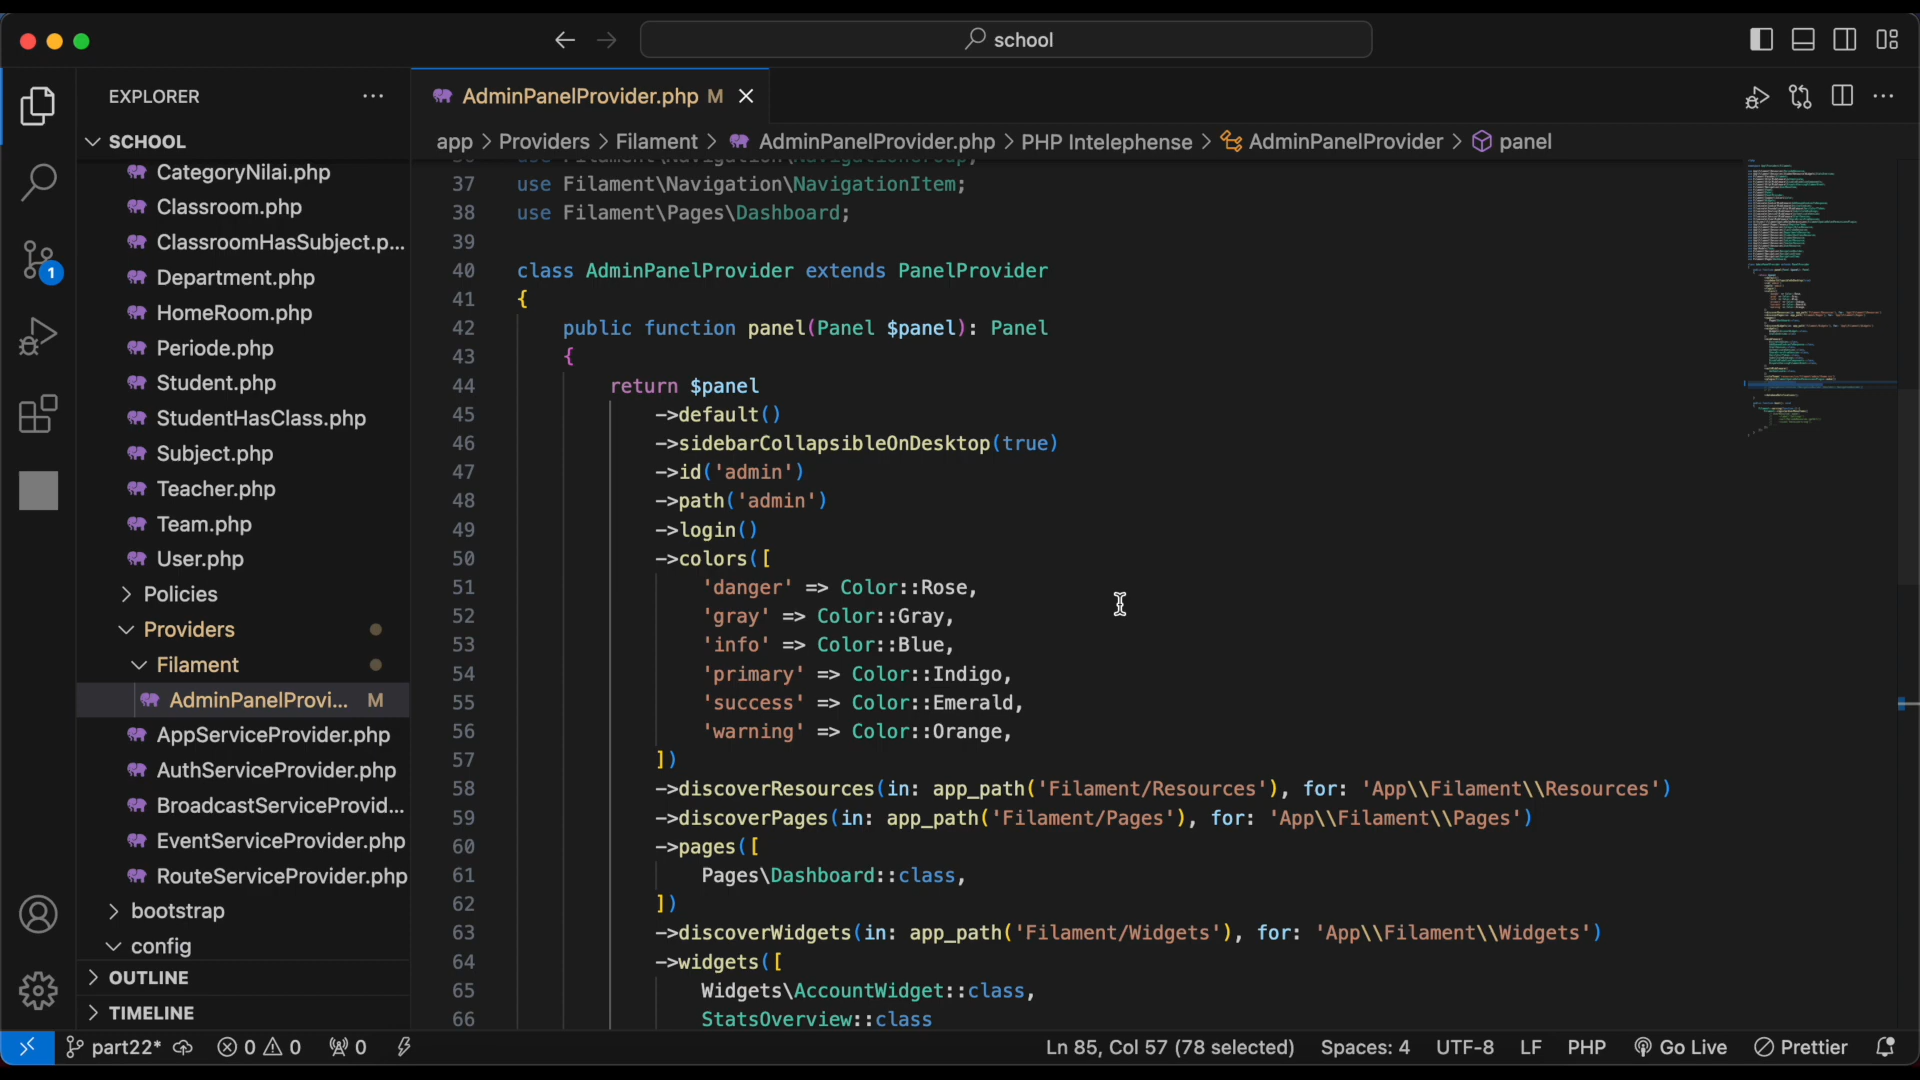 school
EXPLORER
SCHOOL
CategoryNilai.php
Classroom.php
ClassroomHasSubject.p...
Department.php
HomeRoom.php
Periode.php
Student.php
StudentHasClass.php
Subject.php
Teacher.php
Team.php
User.php
Policies
Providers
Filament
AdminPanelProvi... M
AppServiceProvider.php
AuthServiceProvider.php
BroadcastServiceProvid...
EventServiceProvider.php
RouteServiceProvider.php
bootstrap
config
OUTLINE
TIMELINE
1
AdminPanelProvider.php M
app > Providers > Filament > AdminPanelProvider.php > PHP Intelephense > AdminPanelProvider > panel
36 use Filament\Navigation\NavigationGroup;
37 use Filament\Navigation\NavigationItem;
38 use Filament\Pages\Dashboard;
39
40 class AdminPanelProvider extends PanelProvider
41 {
42 public function panel(Panel $panel): Panel
43 {
44 return $panel
45 ->default()
46 ->sidebarCollapsibleOnDesktop(true)
47 ->id('admin')
48 ->path('admin')
49 ->login()
50 ->colors([
51 'danger' => Color::Rose,
52 'gray' => Color::Gray,
53 'info' => Color::Blue,
54 'primary' => Color::Indigo,
55 'success' => Color::Emerald,
56 'warning' => Color::Orange,
57 ])
58 ->discoverResources(in: app_path('Filament/Resources'), for: 'App\\Filament\\Resources')
59 ->discoverPages(in: app_path('Filament/Pages'), for: 'App\\Filament\\Pages')
60 ->pages([
61 Pages\Dashboard::class,
62 ])
63 ->discoverWidgets(in: app_path('Filament/Widgets'), for: 'App\\Filament\\Widgets')
64 ->widgets([
65 Widgets\AccountWidget::class,
66 StatsOverview::class
part22* 0 0 0 Ln 85, Col 57 (78 selected) Spaces: 4 UTF-8 LF PHP Go Live Prettier